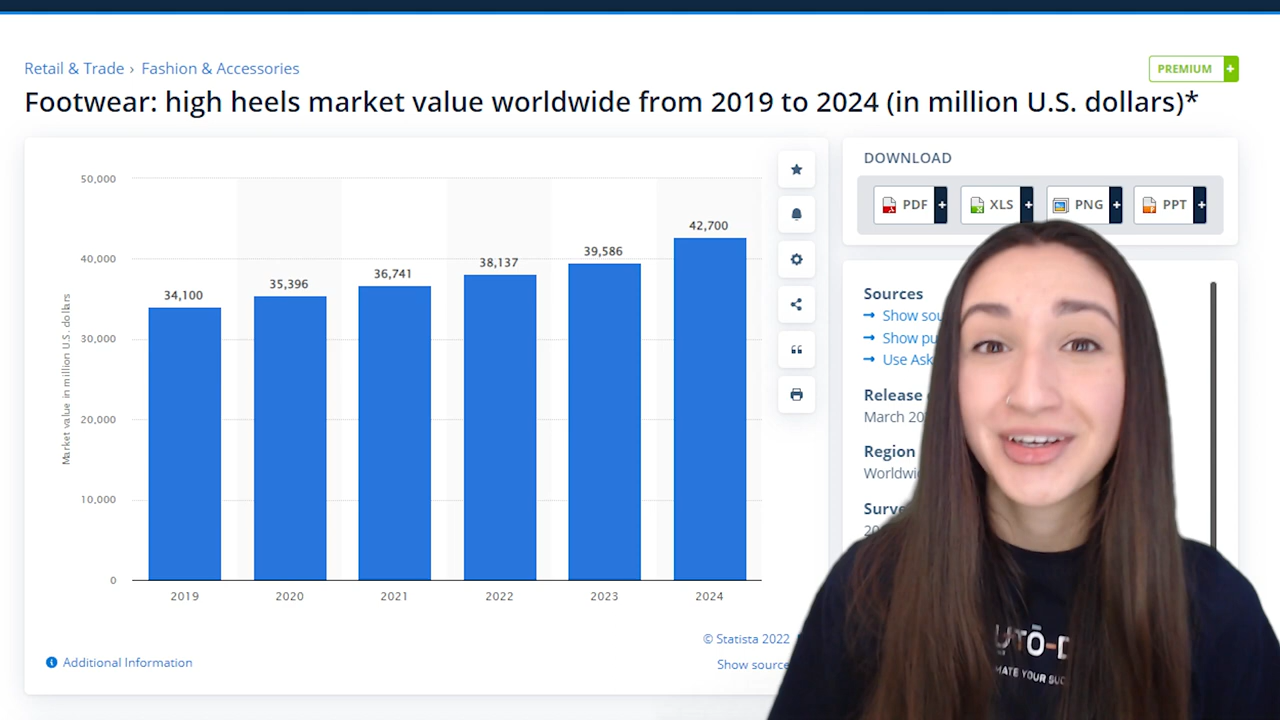 Retail & Trade › Fashion & Accessories
PREMIUM +
Footwear: high heels market value worldwide from 2019 to 2024 (in million U.S. dollars)*
DOWNLOAD
PDF + XLS + PNG + PPT +
50,000
40,000
30,000
20,000
10,000
0
Market value in million U.S. dollars
34,100
35,396
36,741
38,137
39,586
42,700
2019 2020 2021 2022 2023 2024
Sources
→ Show
→ Show
→ Use
Release
March
Region
© Statista 2022
Additional Information
Show source